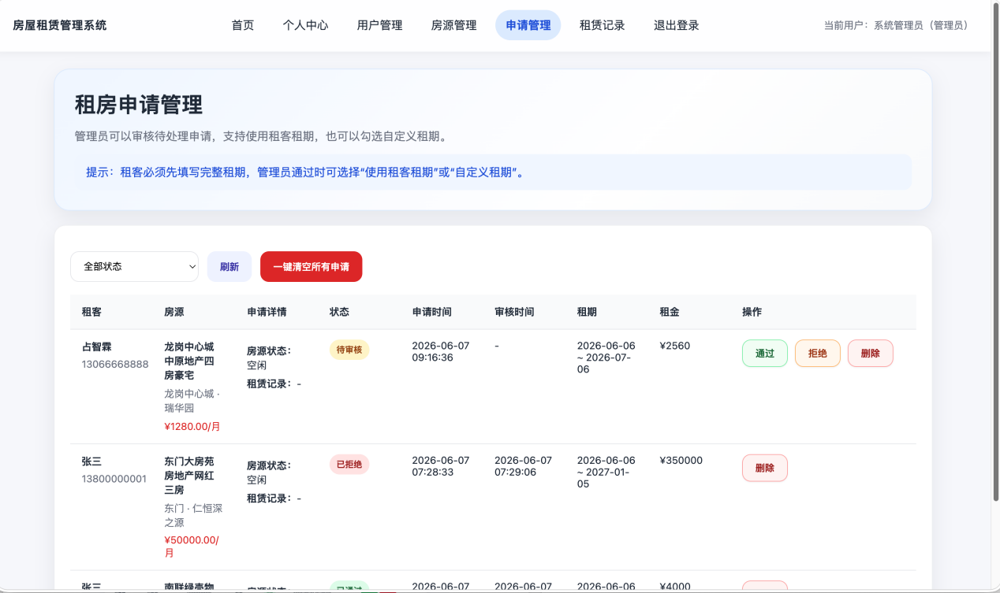 房屋租赁管理系统 首页 个人中心 用户管理 房源管理 申请管理 租赁记录 退出登录 当前用户：系统管理员（管理员）
租房申请管理
管理员可以审核待处理申请，支持使用租客租期，也可以勾选自定义租期。
提示：租客必须先填写完整租期，管理员通过时可选择“使用租客租期”或“自定义租期”。
全部状态 刷新 一键清空所有申请
租客 房源 申请详情 状态 申请时间 审核时间 租期 租金 操作
占智霖
13066668888
龙岗中心城
中原地产四
房豪宅
龙岗中心城 ·
瑞华园
¥1280.00/月
房源状态：
空闲
租赁记录：-
待审核
2026-06-07
09:16:36
-
2026-06-06
~ 2026-07-
06
¥2560
通过 拒绝 删除
张三
13800000001
东门大房苑
房地产网红
三房
东门 · 仁恒深
之源
¥50000.00/
月
房源状态：
空闲
租赁记录：-
已拒绝
2026-06-07
07:28:33
2026-06-07
07:29:06
2026-06-06
~ 2027-01-
05
¥350000
删除
张三
南联绿壳物
房源状态：
已通过
2026-06-07
2026-06-07
2026-06-06
¥4000